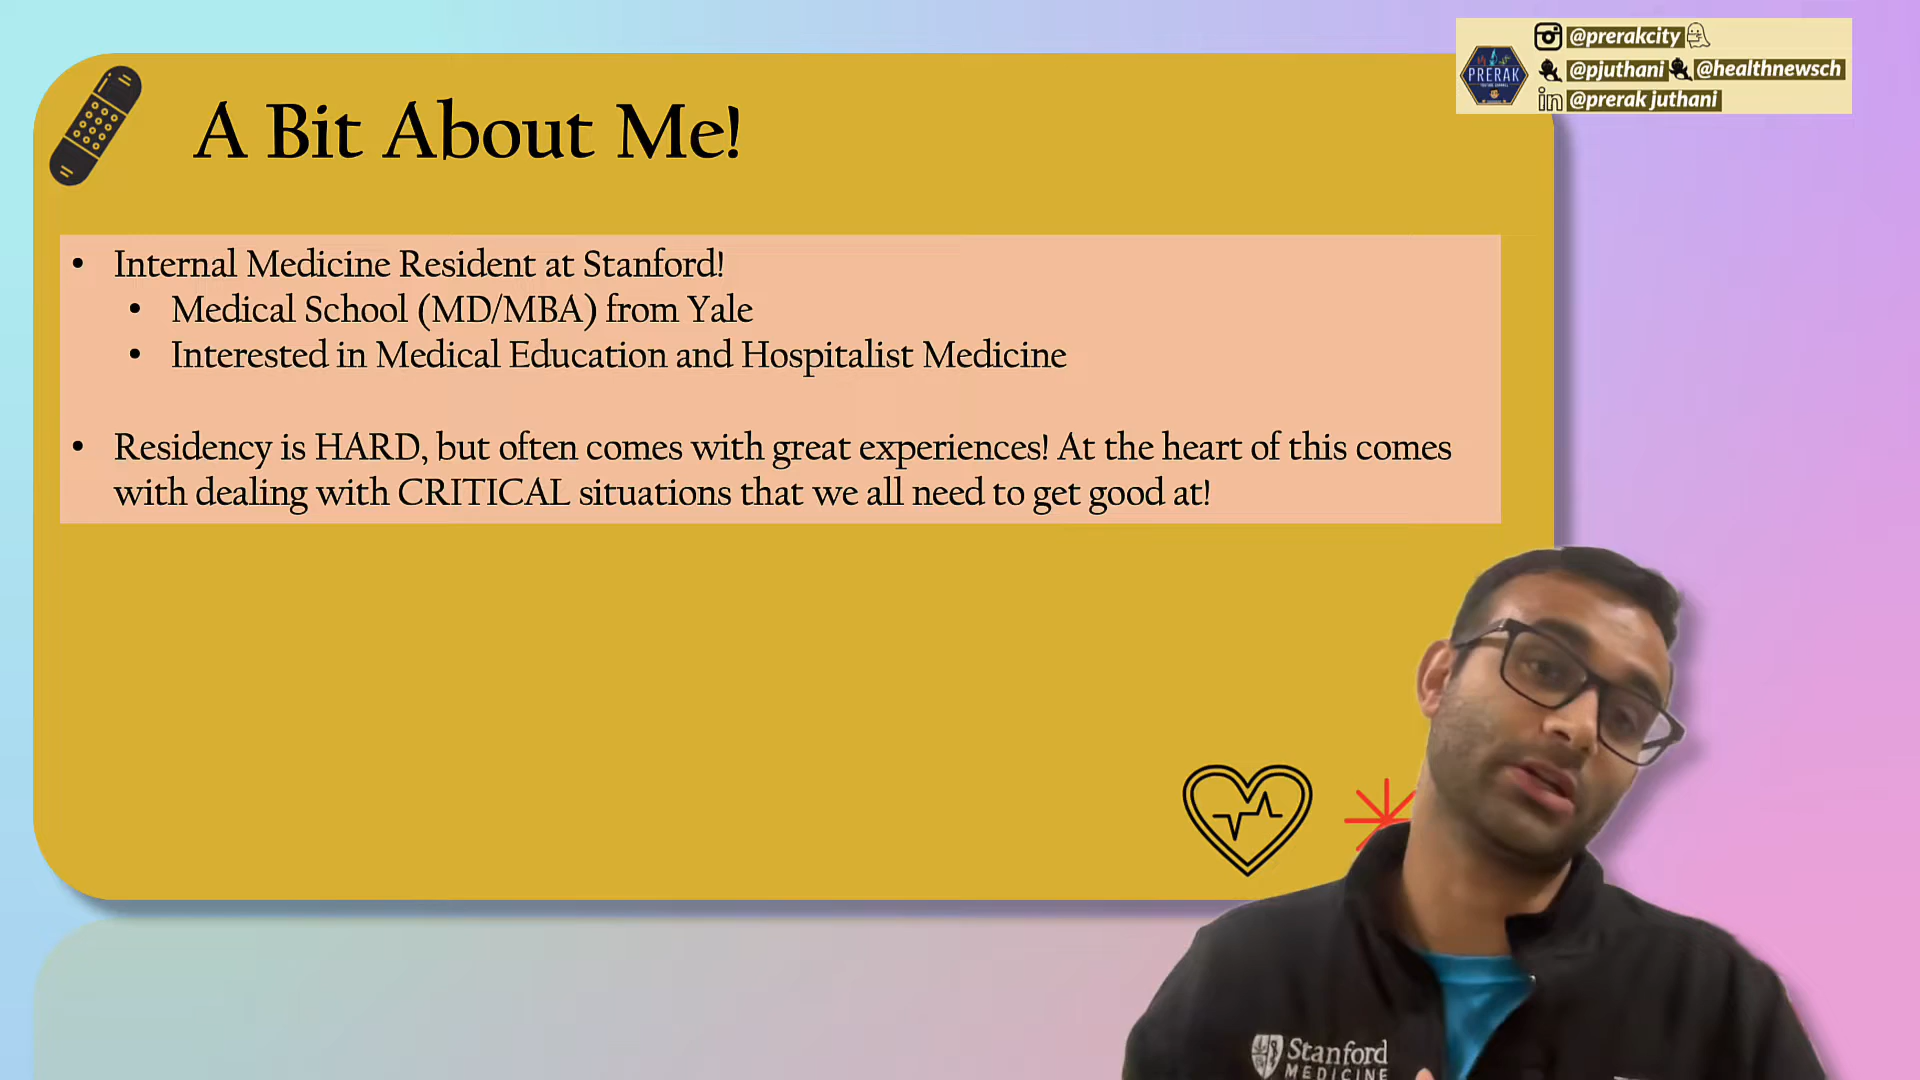 @prerakcity
PRERAK
@pjuthani @healthnewsch
in @prerak juthani
A Bit About Me!
• Internal Medicine Resident at Stanford!
• Medical School (MD/MBA) from Yale
• Interested in Medical Education and Hospitalist Medicine
• Residency is HARD, but often comes with great experiences! At the heart of this comes
with dealing with CRITICAL situations that we all need to get good at!
Stanford
MEDICINE